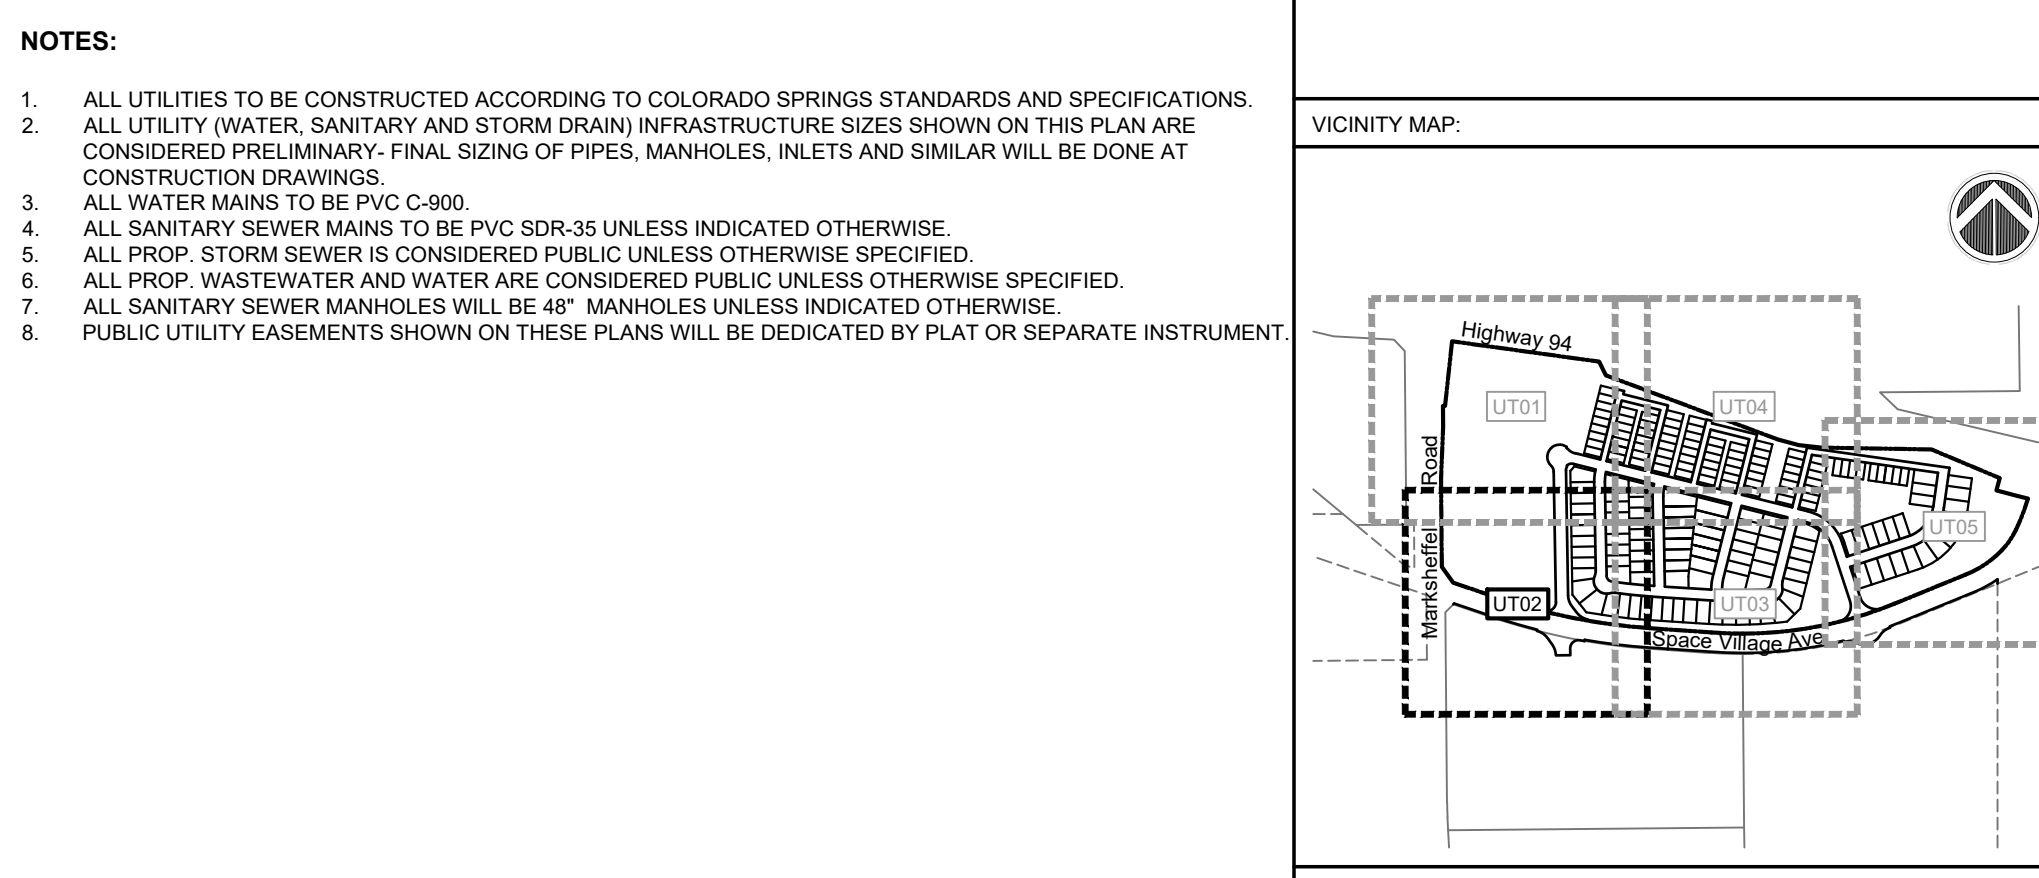 NOTES:
1. ALL UTILITIES TO BE CONSTRUCTED ACCORDING TO COLORADO SPRINGS STANDARDS AND SPECIFICATIONS.
2. ALL UTILITY (WATER, SANITARY AND STORM DRAIN) INFRASTRUCTURE SIZES SHOWN ON THIS PLAN ARE
CONSIDERED PRELIMINARY- FINAL SIZING OF PIPES, MANHOLES, INLETS AND SIMILAR WILL BE DONE AT
CONSTRUCTION DRAWINGS.
3. ALL WATER MAINS TO BE PVC C-900.
4. ALL SANITARY SEWER MAINS TO BE PVC SDR-35 UNLESS INDICATED OTHERWISE.
5. ALL PROP. STORM SEWER IS CONSIDERED PUBLIC UNLESS OTHERWISE SPECIFIED.
6. ALL PROP. WASTEWATER AND WATER ARE CONSIDERED PUBLIC UNLESS OTHERWISE SPECIFIED.
7. ALL SANITARY SEWER MANHOLES WILL BE 48" MANHOLES UNLESS INDICATED OTHERWISE.
8. PUBLIC UTILITY EASEMENTS SHOWN ON THESE PLANS WILL BE DEDICATED BY PLAT OR SEPARATE INSTRUMENT.
VICINITY MAP:
Highway 94
UT01
UT04
Marksheffel Road
UT05
UT02
UT03
Space Village Ave